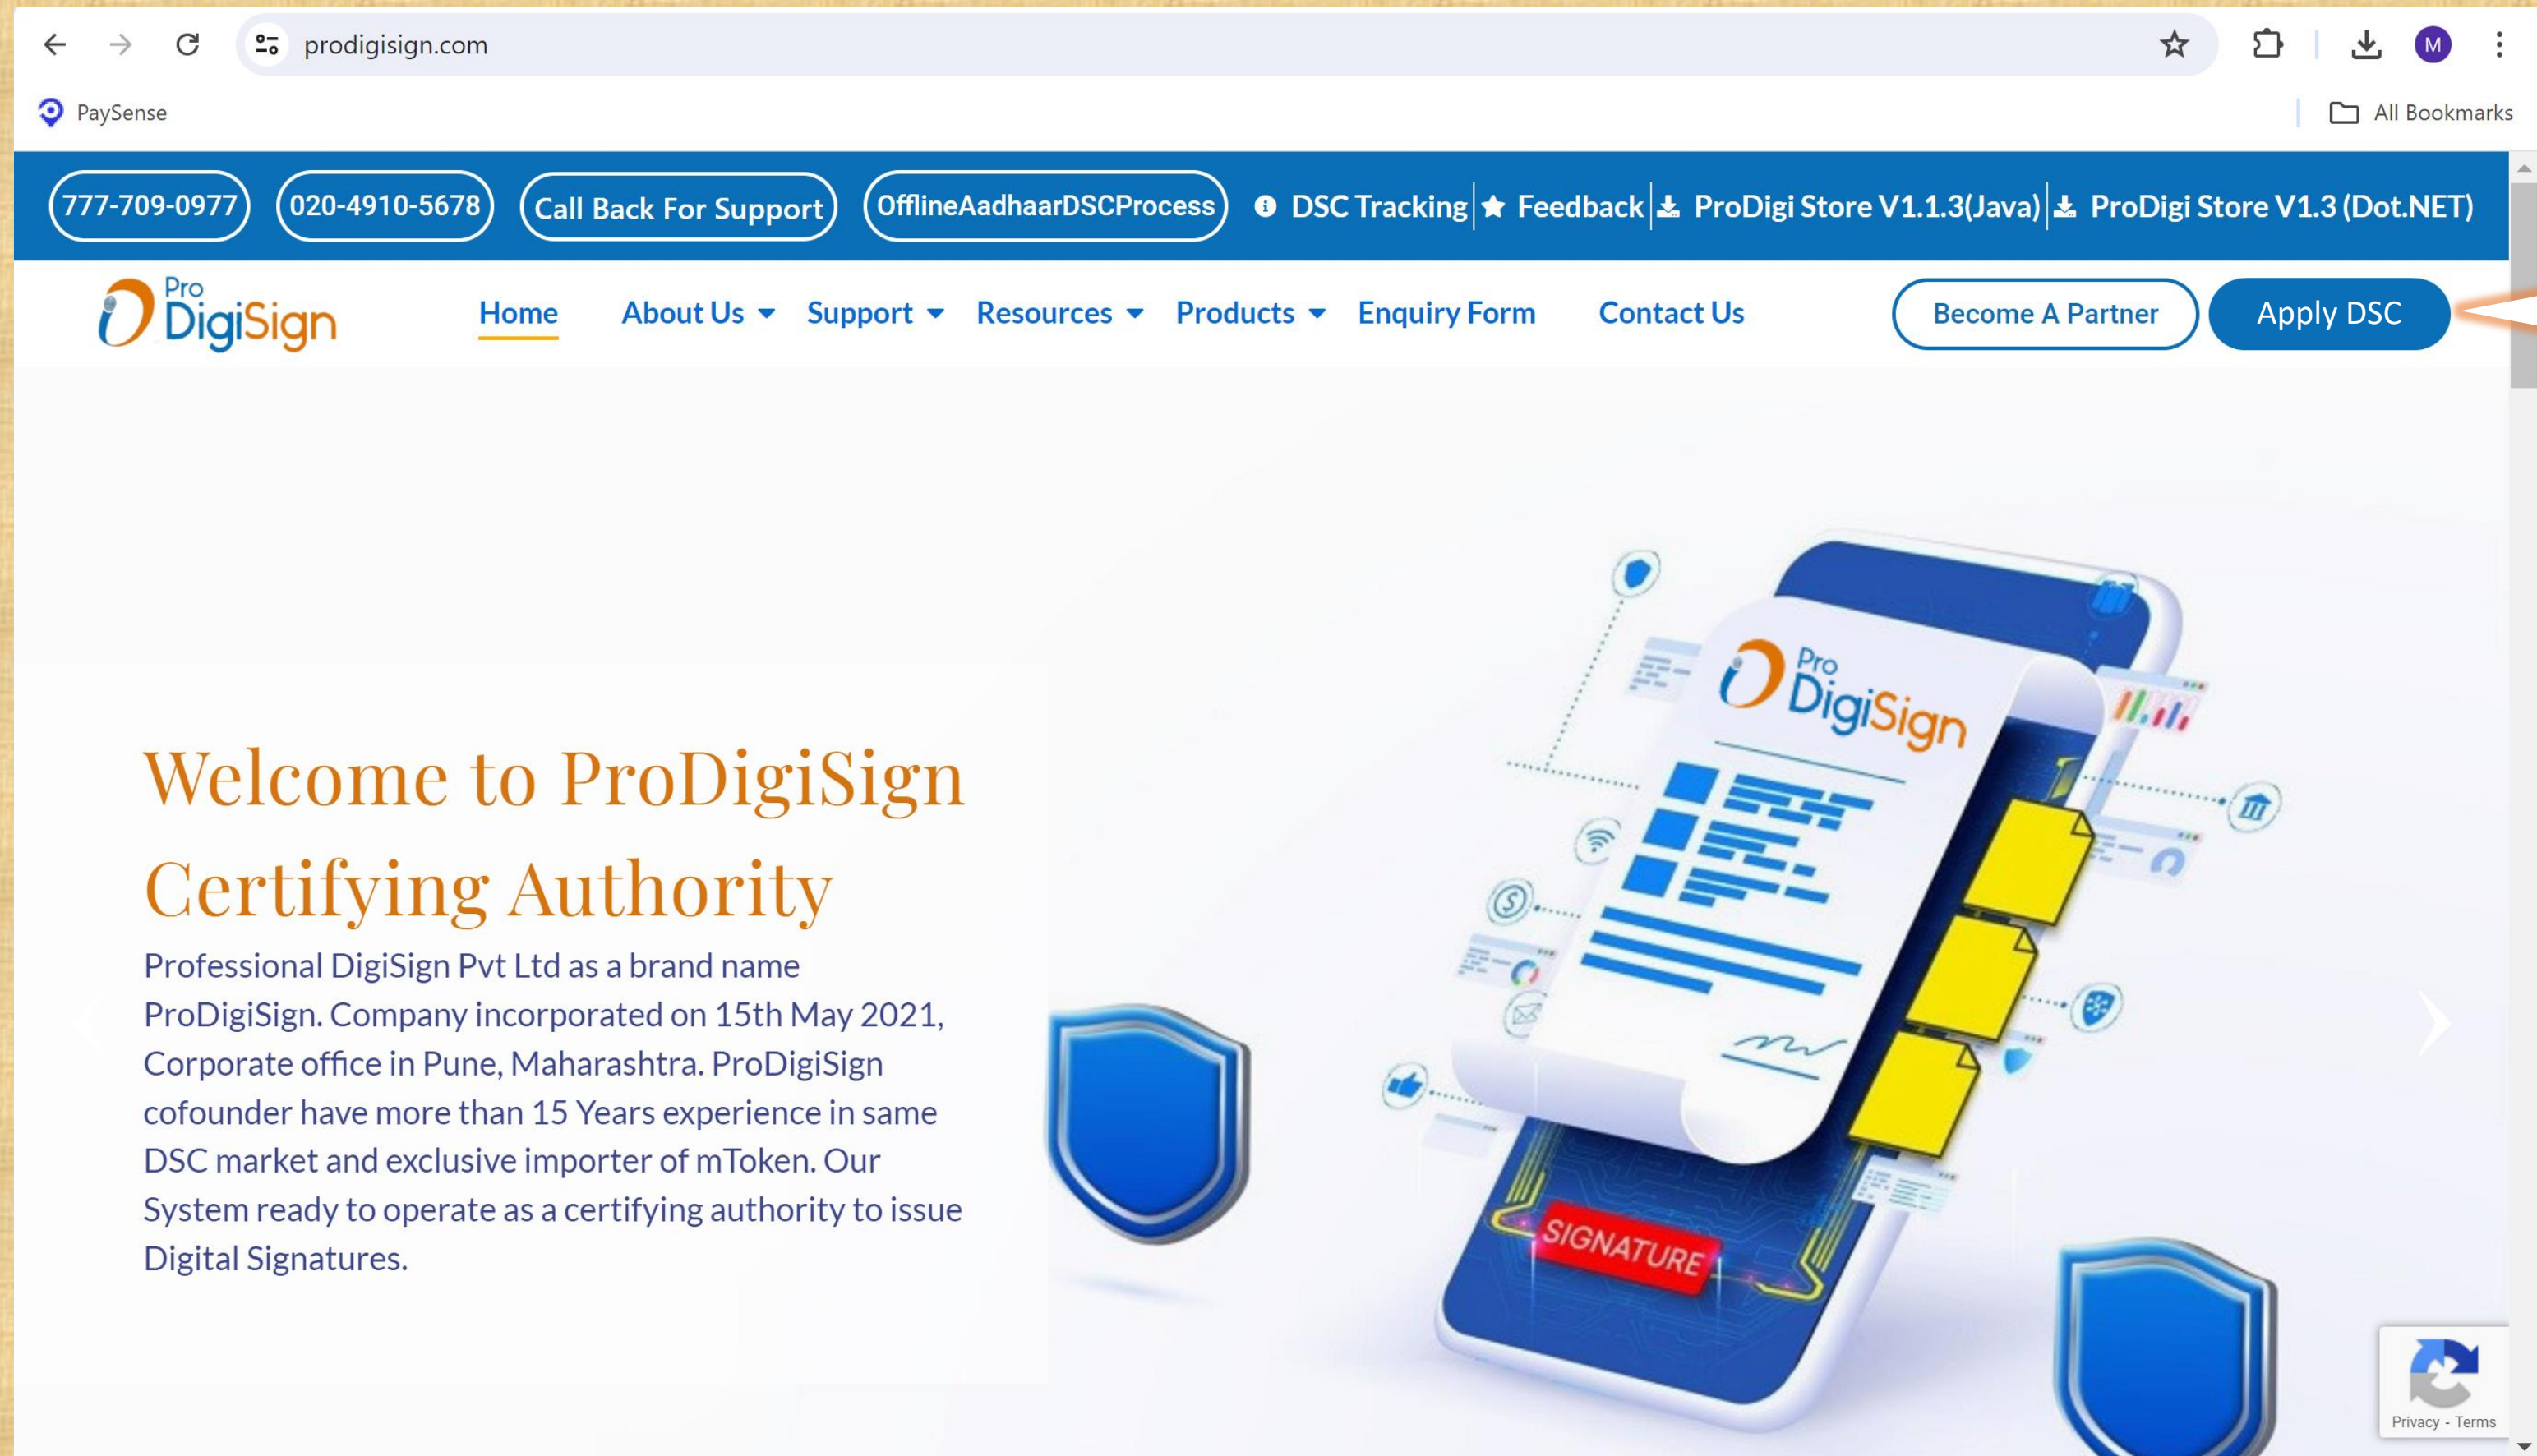 prodigisign.com
M
PaySense
All Bookmarks
777-709-0977 020-4910-5678 Call Back For Support OfflineAadhaarDSCProcess DSC Tracking Feedback ProDigi Store V1.1.3(Java) ProDigi Store V1.3 (Dot.NET)
Pro
DigiSign
Home About Us Support Resources Products Enquiry Form Contact Us Become A Partner Apply DSC
Pro
DigiSign
Welcome to ProDigiSign
Certifying Authority
Professional DigiSign Pvt Ltd as a brand name
ProDigiSign. Company incorporated on 15th May 2021,
Corporate office in Pune, Maharashtra. ProDigiSign
cofounder have more than 15 Years experience in same
DSC market and exclusive importer of mToken. Our
System ready to operate as a certifying authority to issue
Digital Signatures.
SIGNATURE
Privacy - Terms